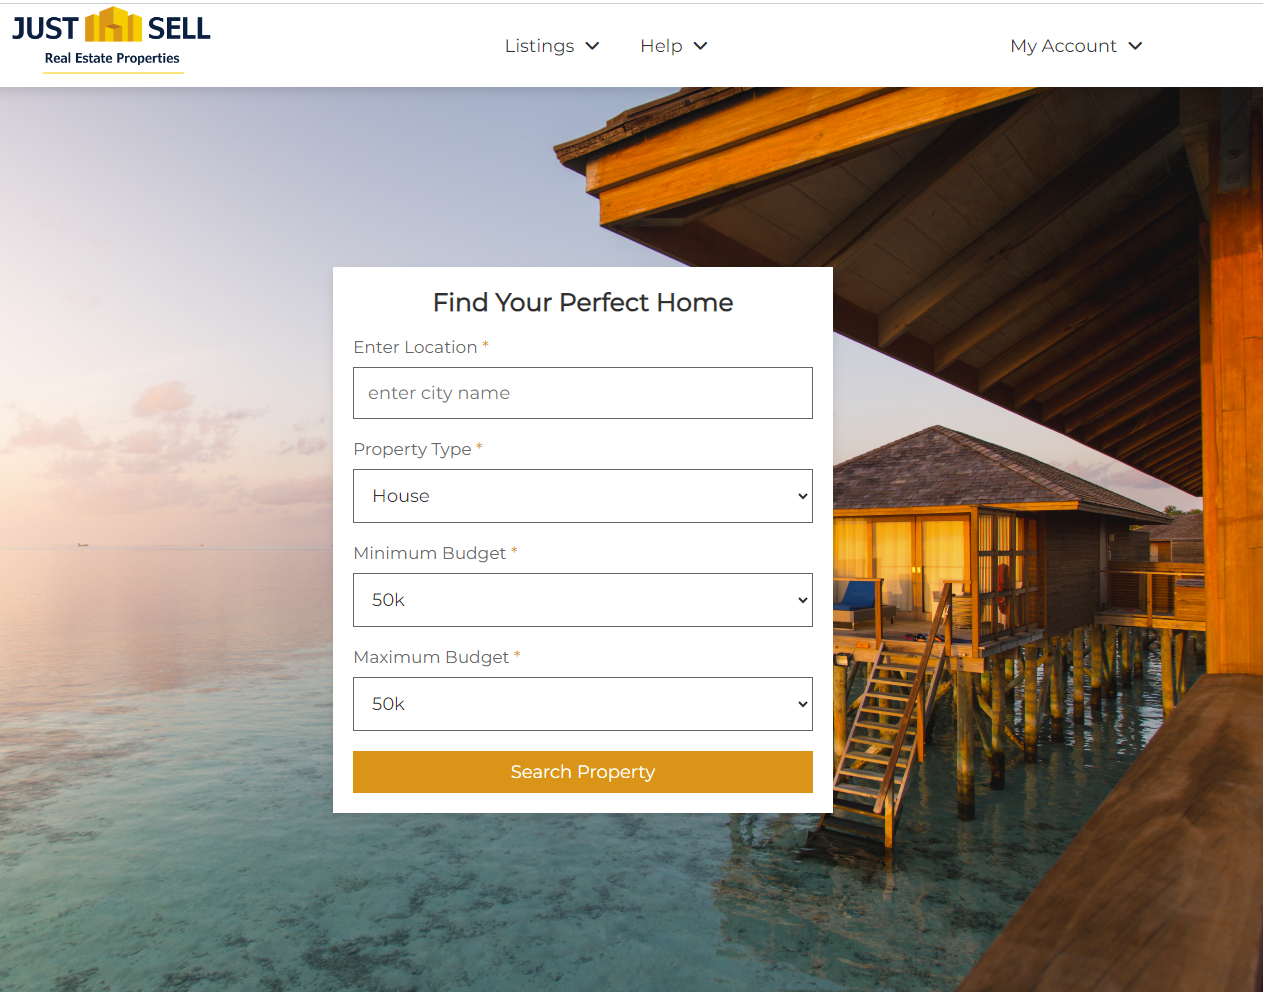 JUST SELL
Real Estate Properties
Listings
Help
My Account
Find Your Perfect Home
Enter Location *
enter city name
Property Type *
House
Minimum Budget *
50k
Maximum Budget *
50k
Search Property